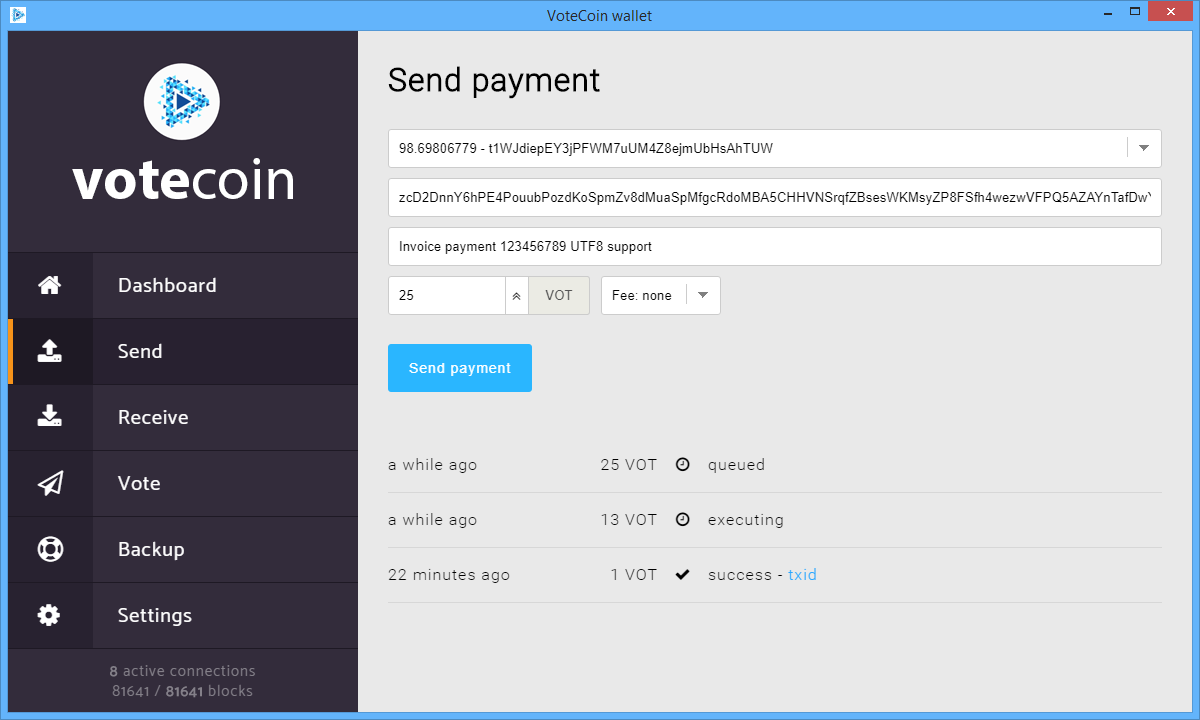 VoteCoin wallet
votecoin
Dashboard
Send
Receive
Vote
Backup
Settings
8 active connections
81641 / 81641 blocks
Send payment
98.69806779 - t1WJdiepEY3jPFWM7uUM4Z8ejmUbHsAhTUW
zcD2DnnY6hPE4PouubPozdKoSpmZv8dMuaSpMfgcRdoMBA5CHHVNSrqfZBsesWKMsyZP8FSfh4wezwVFPQ5AZAYnTafDwY
Invoice payment 123456789 UTF8 support
25 VOT Fee: none
Send payment
a while ago 25 VOT queued
a while ago 13 VOT executing
22 minutes ago 1 VOT success - txid